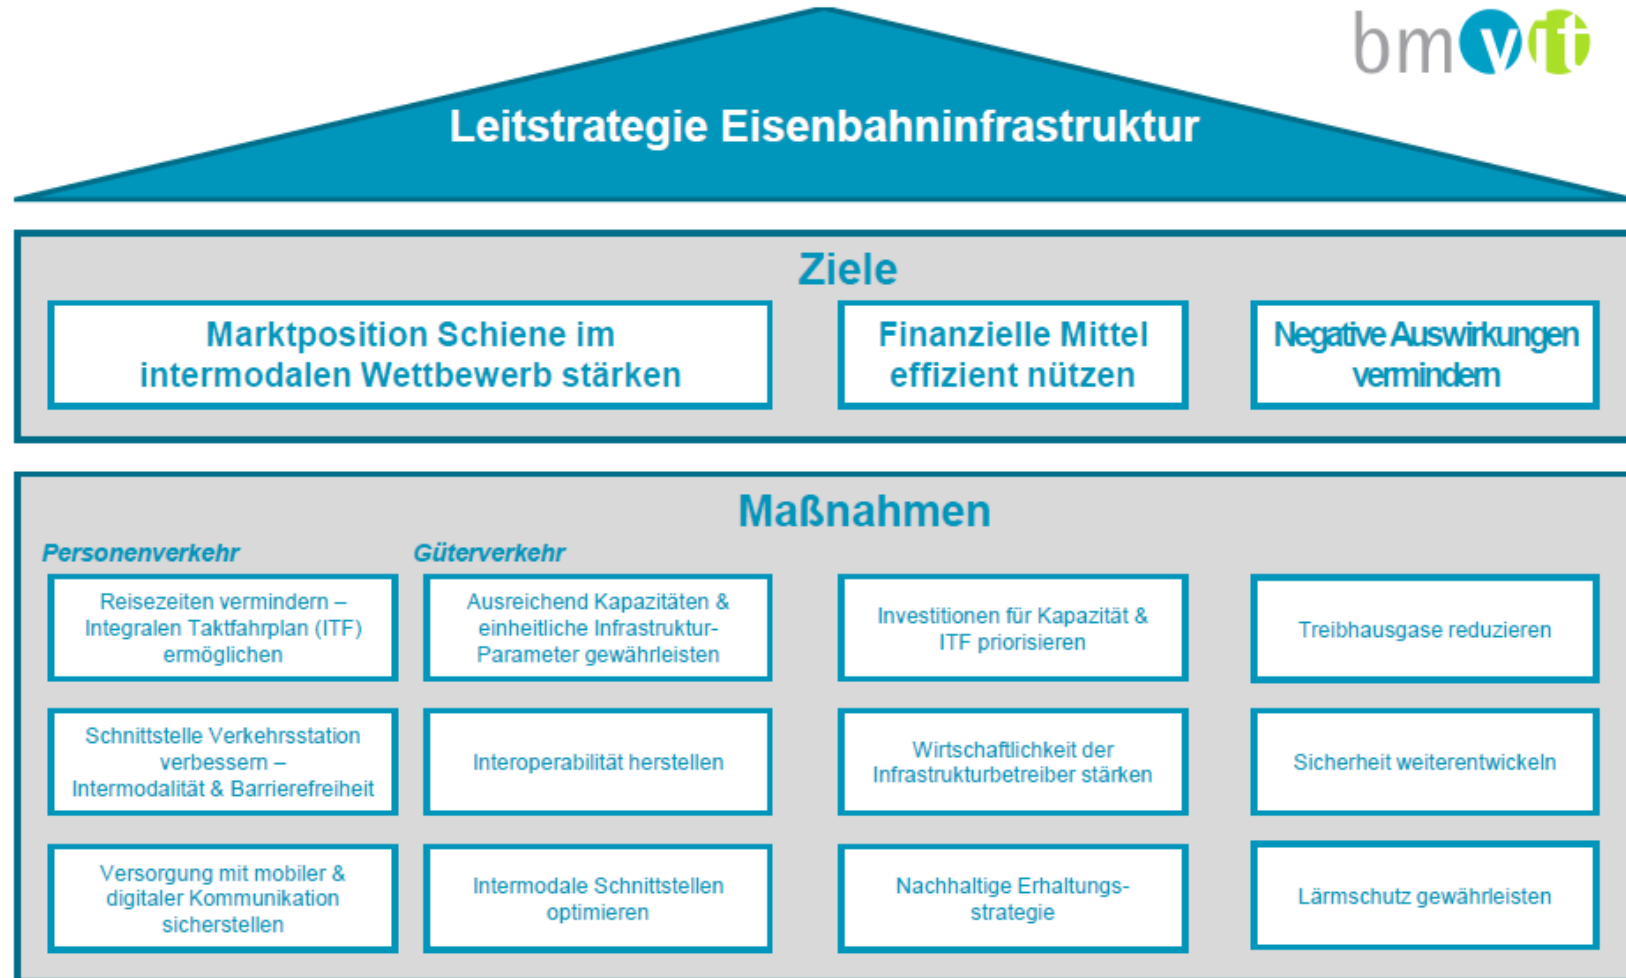 bmvit
Leitstrategie Eisenbahninfrastruktur
Ziele
Marktposition Schiene im
intermodalen Wettbewerb stärken
Finanzielle Mittel
effizient nützen
Negative Auswirkungen
vermindern
Maßnahmen
Personenverkehr
Güterverkehr
Reisezeiten vermindern –
Integralen Taktfahrplan (ITF)
ermöglichen
Ausreichend Kapazitäten &
einheitliche Infrastruktur-
Parameter gewährleisten
Investitionen für Kapazität &
ITF priorisieren
Treibhausgase reduzieren
Schnittstelle Verkehrsstation
verbessern –
Intermodalität & Barrierefreiheit
Interoperabilität herstellen
Wirtschaftlichkeit der
Infrastrukturbetreiber stärken
Sicherheit weiterentwickeln
Versorgung mit mobiler &
digitaler Kommunikation
sicherstellen
Intermodale Schnittstellen
optimieren
Nachhaltige Erhaltungs-
strategie
Lärmschutz gewährleisten